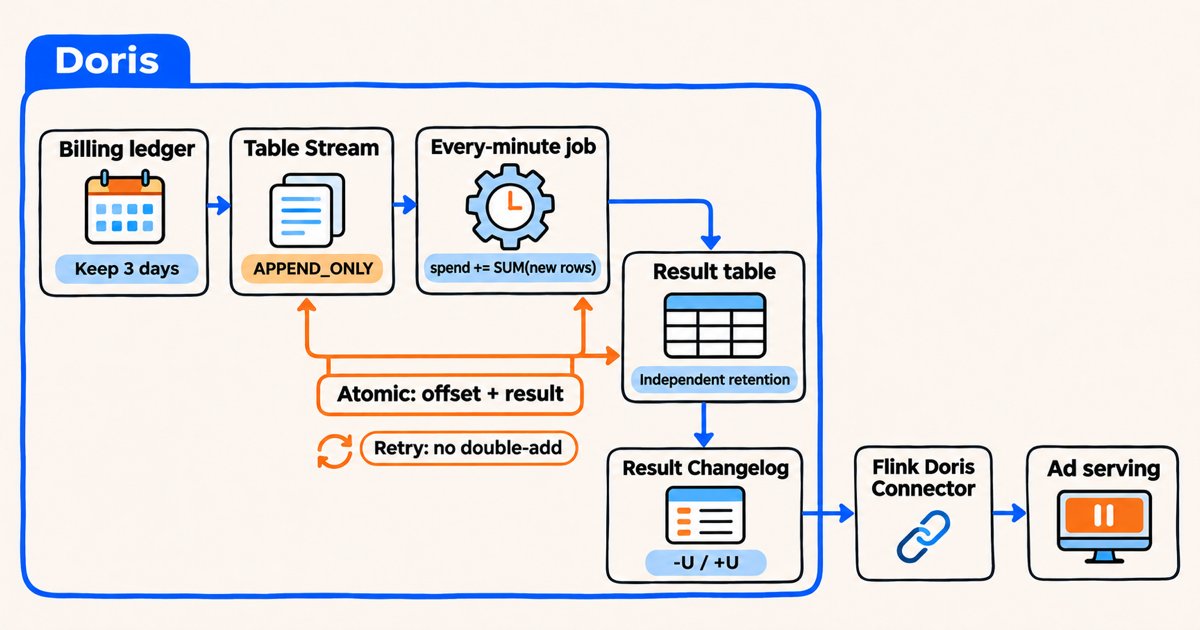 Doris
Billing ledger
Keep 3 days
Table Stream
APPEND_ONLY
Every-minute job
spend += SUM(new rows)
Result table
Independent retention
Atomic: offset + result
Retry: no double-add
Result Changelog
-U / +U
Flink Doris
Connector
Ad serving